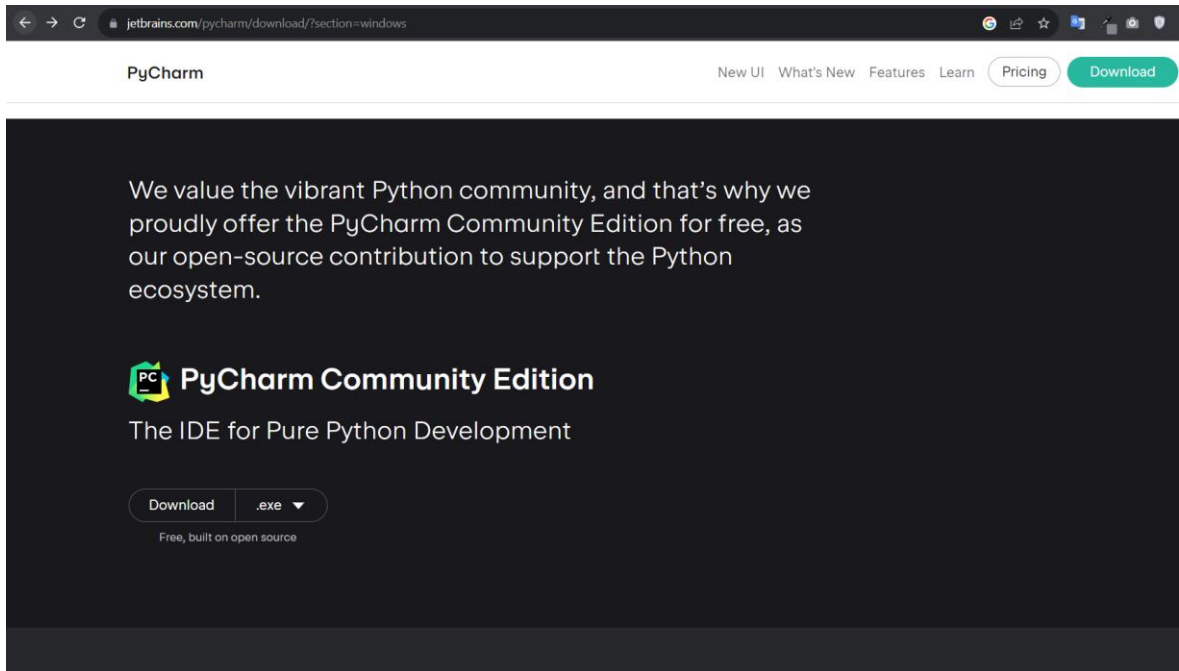 jetbrains.com/pycharm/download/?section=windows
PyCharm
New UI What's New Features Learn Pricing Download
We value the vibrant Python community, and that's why we
proudly offer the PyCharm Community Edition for free, as
our open-source contribution to support the Python
ecosystem.
PC PyCharm Community Edition
The IDE for Pure Python Development
Download .exe
Free, built on open source